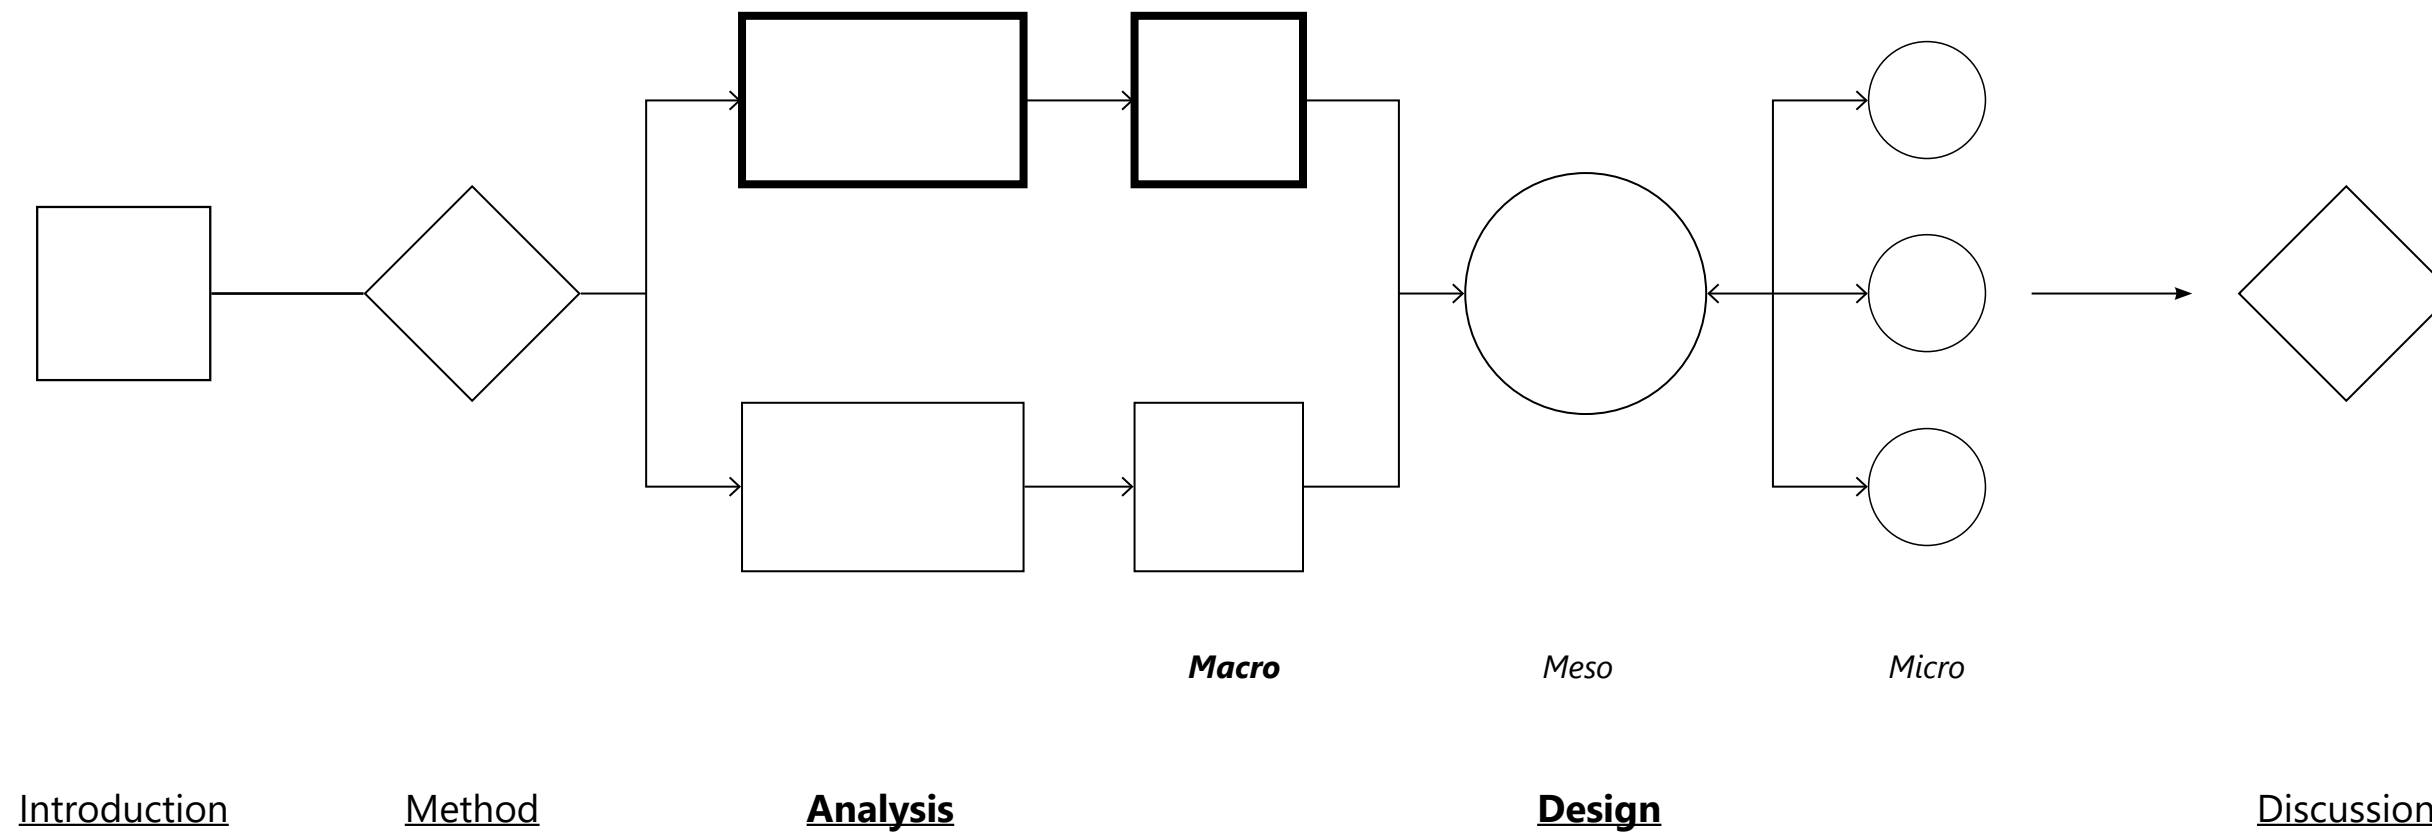 Macro Meso Micro
Introduction Method Analysis Design Discussion